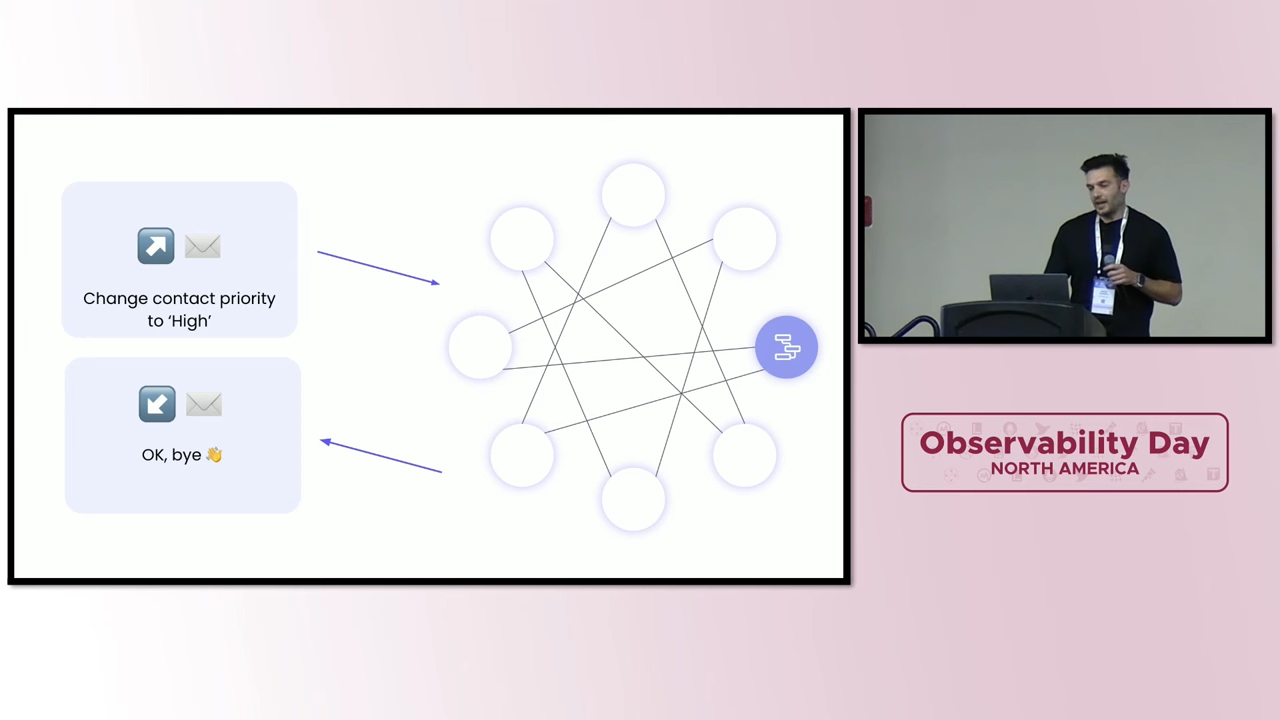 Change contact priority
to ‘High’
OK, bye 👋
Observability Day
NORTH AMERICA